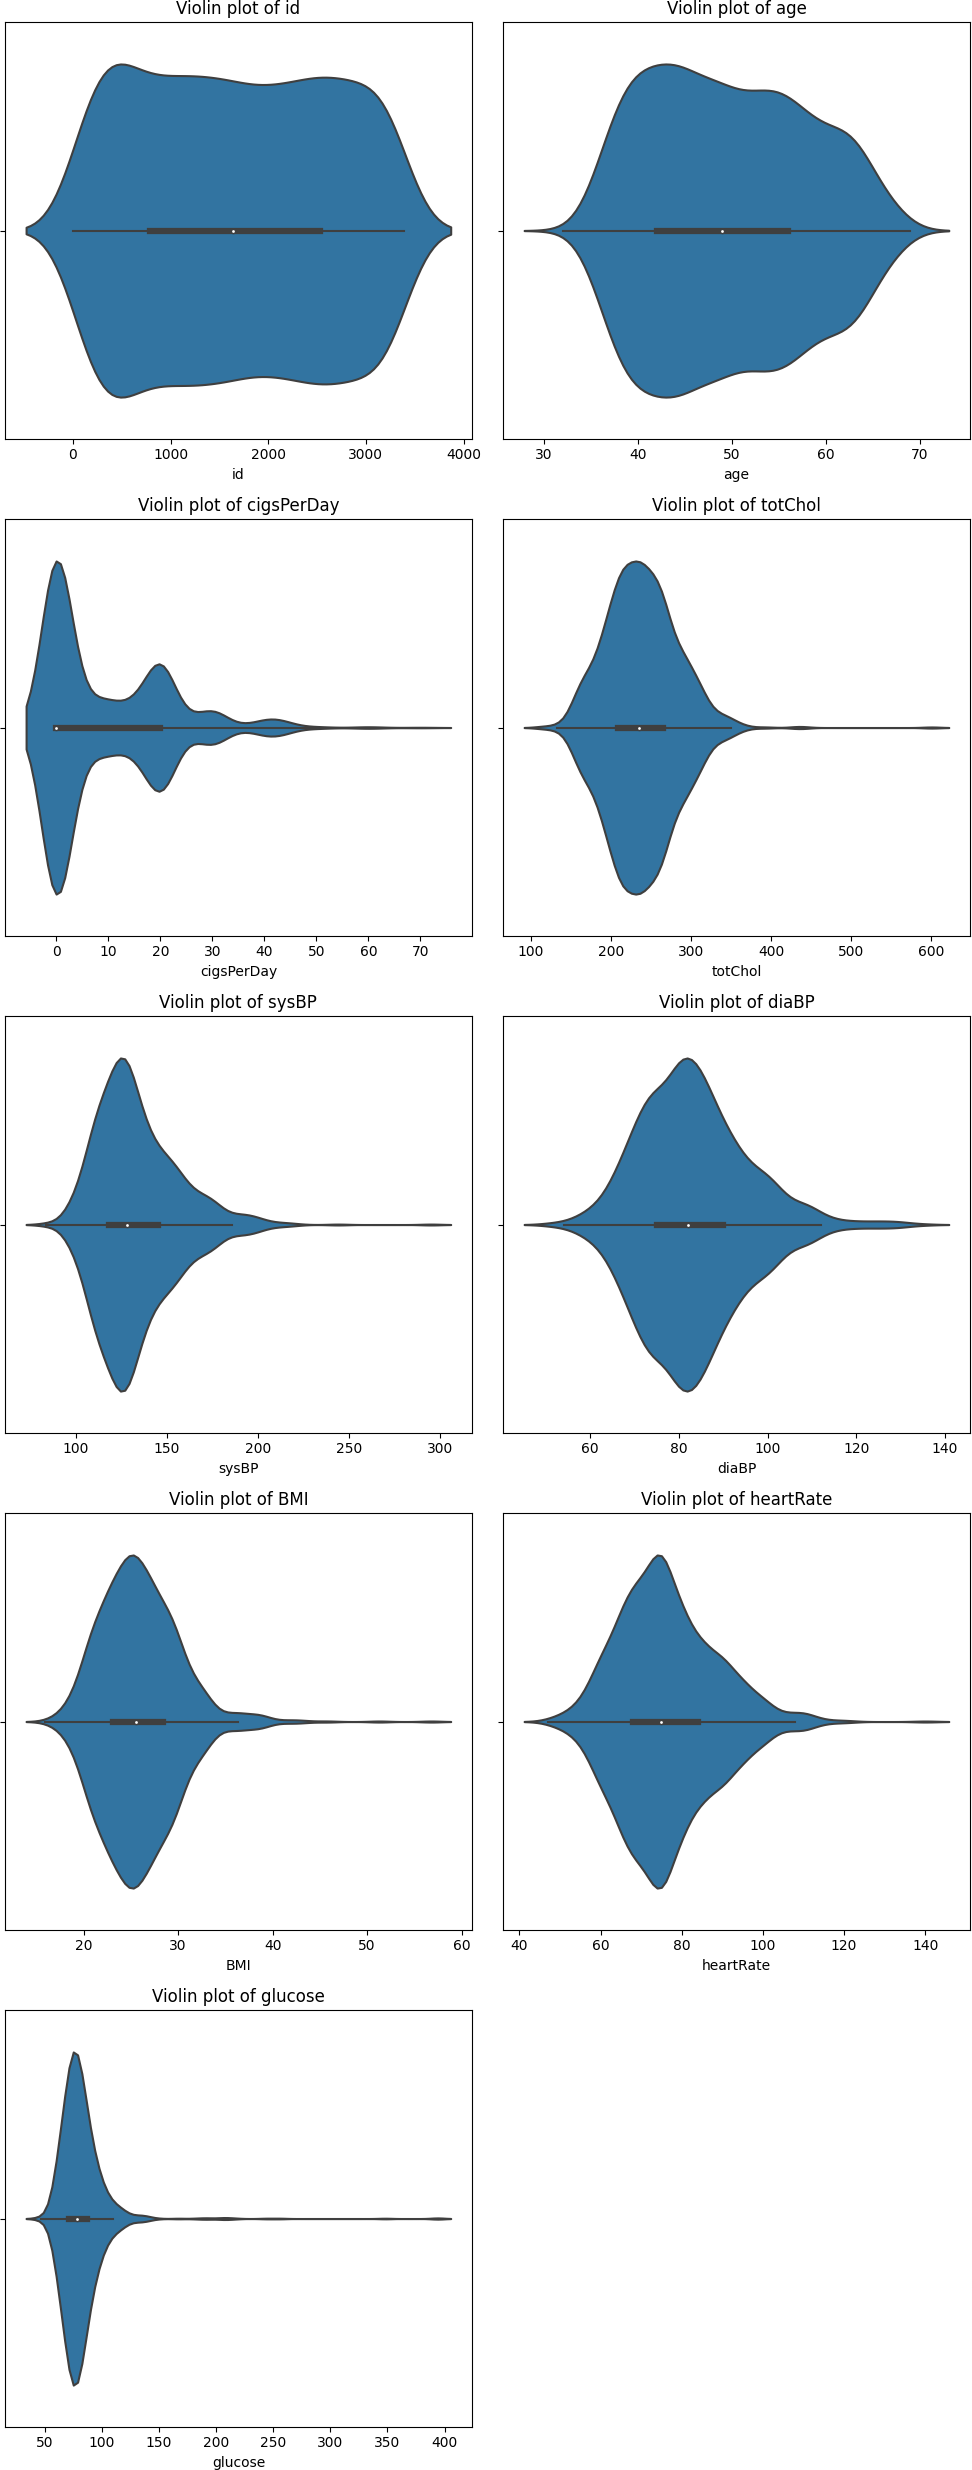 Violin plot of id
0 1000 2000 3000 4000
id
Violin plot of age
30 40 50 60 70
age
Violin plot of cigsPerDay
0 10 20 30 40 50 60 70
cigsPerDay
Violin plot of totChol
100 200 300 400 500 600
totChol
Violin plot of sysBP
100 150 200 250 300
sysBP
Violin plot of diaBP
60 80 100 120 140
diaBP
Violin plot of BMI
20 30 40 50 60
BMI
Violin plot of heartRate
40 60 80 100 120 140
heartRate
Violin plot of glucose
50 100 150 200 250 300 350 400
glucose